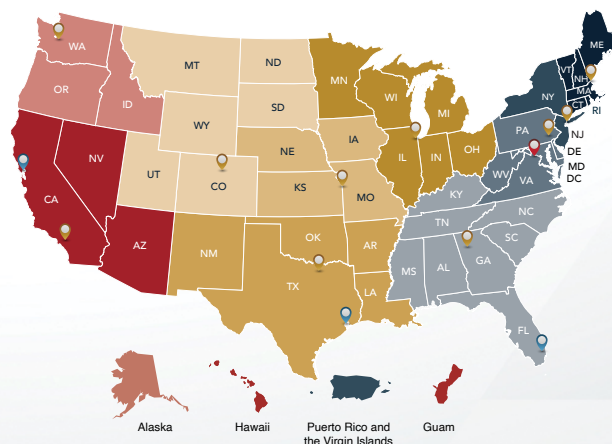 WA
ME
MT
ND
VT
NH
OR
MN
MA
ID
WI
NY
CT
RI
SD
MI
WY
PA
NJ
IA
NE
OH
DE
NV
IL
IN
MD
UT
CO
WV
VA
DC
KS
MO
KY
CA
NC
TN
OK
AR
SC
AZ
NM
MS
AL
GA
TX
LA
FL
Alaska
Hawaii
Puerto Rico and
the Virgin Islands
Guam